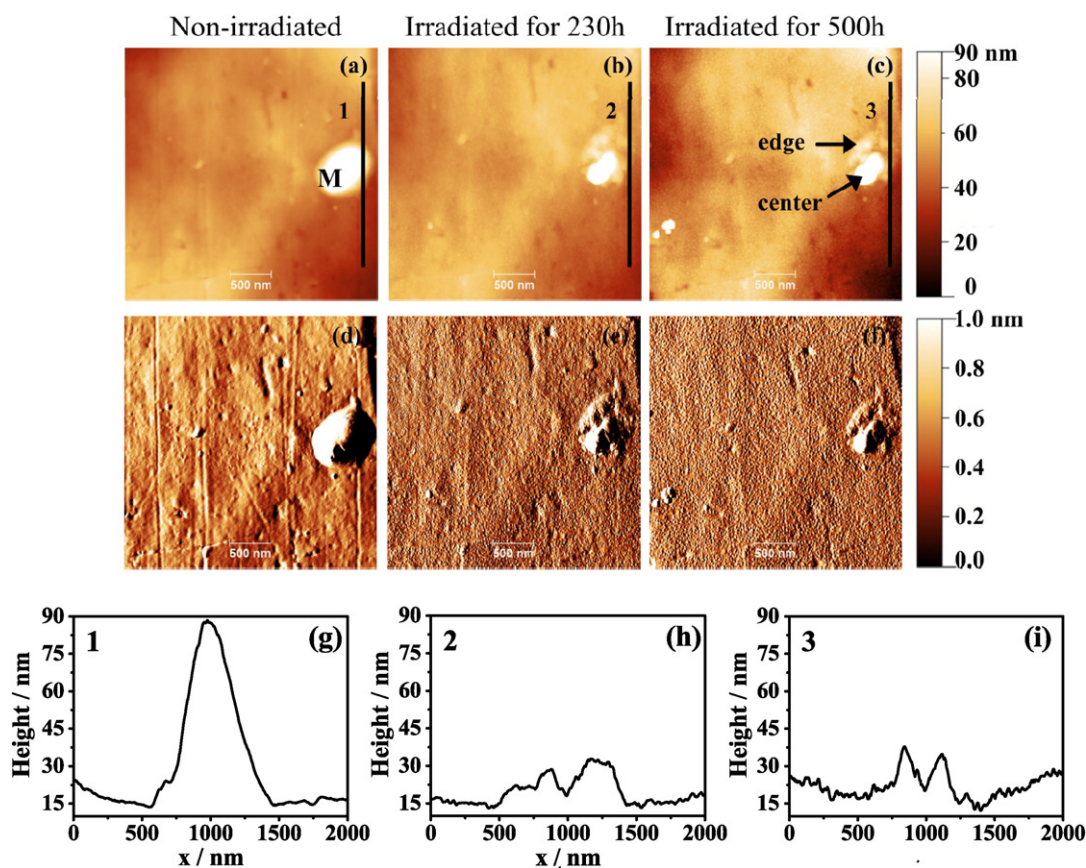 Non-irradiated
Irradiated for 230h
Irradiated for 500h
(a)
1
M
500 nm
(b)
2
500 nm
(c)
3
edge
center
500 nm
90 nm
80
60
40
20
0
(d)
500 nm
(e)
500 nm
(f)
500 nm
1.0 nm
0.8
0.6
0.4
0.2
0.0
1
(g)
Height / nm
90
75
60
45
30
15
0
500
1000
1500
2000
x / nm
2
(h)
Height / nm
90
75
60
45
30
15
0
500
1000
1500
2000
x / nm
3
(i)
Height / nm
90
75
60
45
30
15
0
500
1000
1500
2000
x / nm